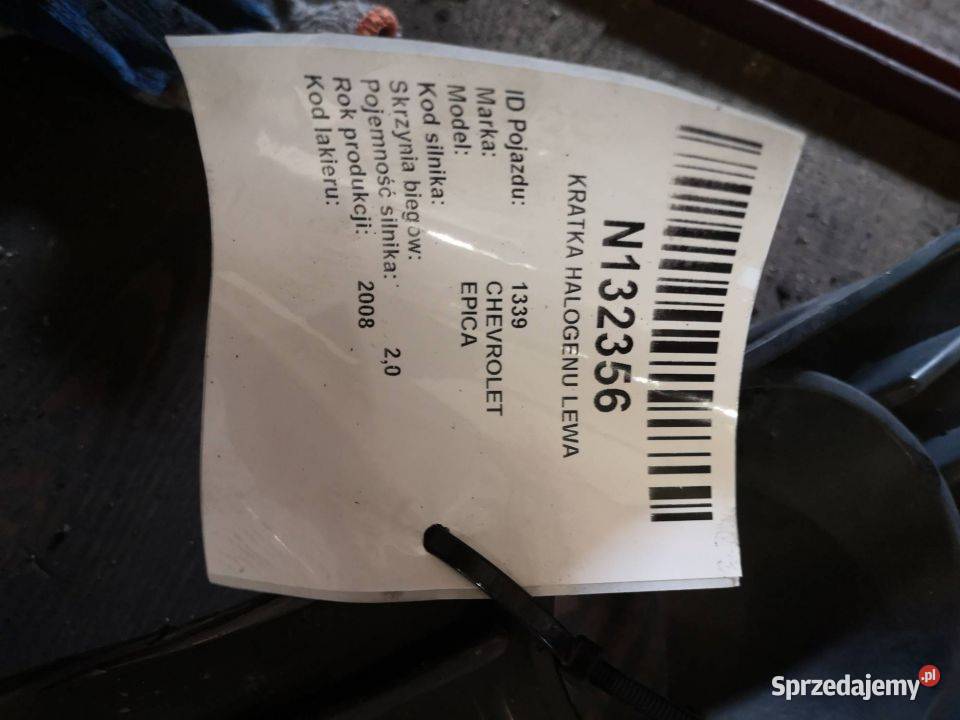 N132356
KRATKA HALOGENU LEWA
ID Pojazdu: 1339
Marka: CHEVROLET
Model: EPICA
Kod silnika:
Skrzynia biegów:
Pojemność silnika: 2,0
Rok produkcji: 2008
Kod lakieru:
Sprzedajemy.pl